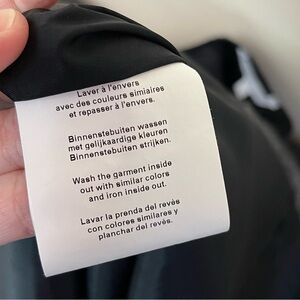 Laver à l'envers
avec des couleurs simiaires
et repasser à l'envers.
Binnenstebuiten wassen
met gelijkaardige kleuren
Binnenstebuiten strijken.
Wash the garment inside
out with similar colors
and iron inside out.
Lavar la prenda del revés
con colores similares y
planchar del revés.